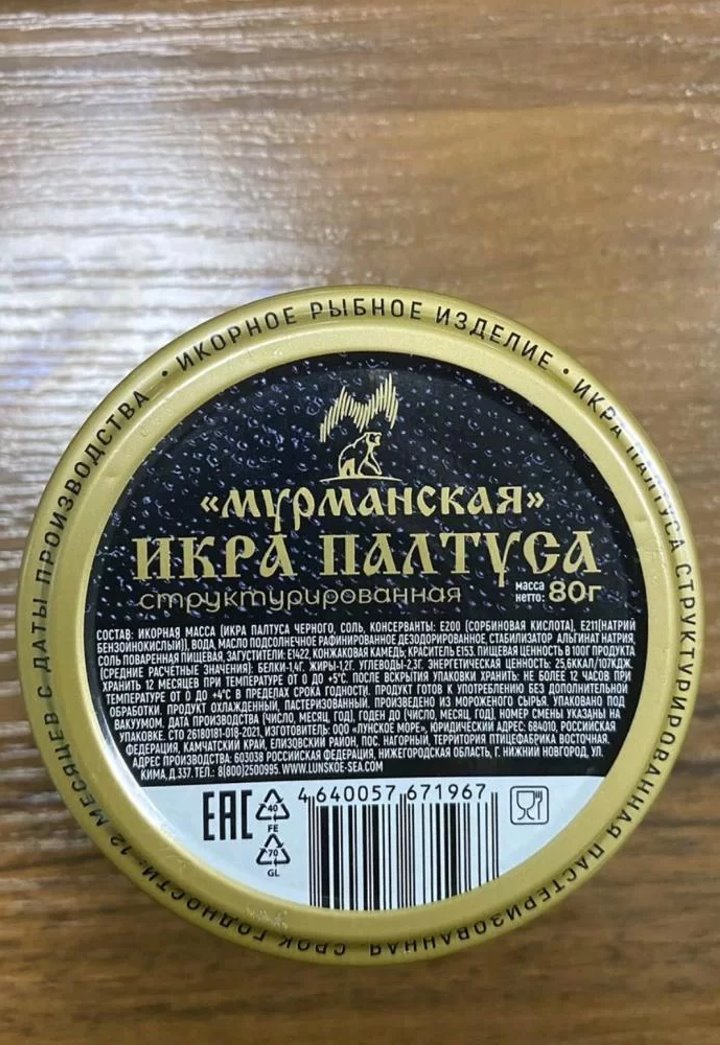 • ИКОРНОЕ РЫБНОЕ ИЗДЕЛИЕ • ИКРА ПАЛТУСА СТРУКТУРИРОВАННАЯ ПАСТЕРИЗОВАННАЯ СРОК ГОДНОСТИ: 12 МЕСЯЦЕВ С ДАТЫ ПРОИЗВОДСТВА
«МУРМАНСКАЯ»
ИКРА ПАЛТУСА
структурированная
масса нетто: 80г
СОСТАВ: ИКОРНАЯ МАССА (ИКРА ПАЛТУСА ЧЕРНОГО, СОЛЬ, КОНСЕРВАНТЫ: Е200 (СОРБИНОВАЯ КИСЛОТА), Е211(НАТРИЙ
БЕНЗОИНОКИСЛЫЙ)), ВОДА, МАСЛО ПОДСОЛНЕЧНОЕ РАФИНИРОВАННОЕ ДЕЗОДОРИРОВАННОЕ, СТАБИЛИЗАТОР АЛЬГИНАТ НАТРИЯ,
СОЛЬ ПОВАРЕННАЯ ПИЩЕВАЯ, ЗАГУСТИТЕЛИ: Е1422, КОНЖАКОВАЯ КАМЕДЬ; КРАСИТЕЛЬ Е153. ПИЩЕВАЯ ЦЕННОСТЬ В 100Г ПРОДУКТА
(СРЕДНИЕ РАСЧЕТНЫЕ ЗНАЧЕНИЯ): БЕЛКИ-1,4Г. ЖИРЫ-1,2Г. УГЛЕВОДЫ-2,3Г. ЭНЕРГЕТИЧЕСКАЯ ЦЕННОСТЬ: 25,6ККАЛ/107КДЖ.
ХРАНИТЬ 12 МЕСЯЦЕВ ПРИ ТЕМПЕРАТУРЕ ОТ 0 ДО +5°С. ПОСЛЕ ВСКРЫТИЯ УПАКОВКИ ХРАНИТЬ: НЕ БОЛЕЕ 12 ЧАСОВ ПРИ
ТЕМПЕРАТУРЕ ОТ 0 ДО +4°С В ПРЕДЕЛАХ СРОКА ГОДНОСТИ. ПРОДУКТ ГОТОВ К УПОТРЕБЛЕНИЮ БЕЗ ДОПОЛНИТЕЛЬНОЙ
ОБРАБОТКИ. ПРОДУКТ ОХЛАЖДЕННЫЙ, ПАСТЕРИЗОВАННЫЙ. ПРОИЗВЕДЕНО ИЗ МОРОЖЕНОГО СЫРЬЯ. УПАКОВАНО ПОД
ВАКУУМОМ. ДАТА ПРОИЗВОДСТВА (ЧИСЛО, МЕСЯЦ, ГОД), ГОДЕН ДО (ЧИСЛО, МЕСЯЦ, ГОД), НОМЕР СМЕНЫ УКАЗАНЫ НА
УПАКОВКЕ. СТО 26180181-018-2021, ИЗГОТОВИТЕЛЬ: ООО «ЛУНСКОЕ МОРЕ», ЮРИДИЧЕСКИЙ АДРЕС: 684010, РОССИЙСКАЯ
ФЕДЕРАЦИЯ, КАМЧАТСКИЙ КРАЙ, ЕЛИЗОВСКИЙ РАЙОН, ПОС. НАГОРНЫЙ, ТЕРРИТОРИЯ ПТИЦЕФАБРИКА ВОСТОЧНАЯ,
АДРЕС ПРОИЗВОДСТВА: 603038 РОССИЙСКАЯ ФЕДЕРАЦИЯ, НИЖЕГОРОДСКАЯ ОБЛАСТЬ, Г. НИЖНИЙ НОВГОРОД, УЛ.
КИМА, Д.337. ТЕЛ.: 8(800)2500995. WWW.LUNSKOE-SEA.COM
EAC
40
FE
70
GL
4 640057 671967